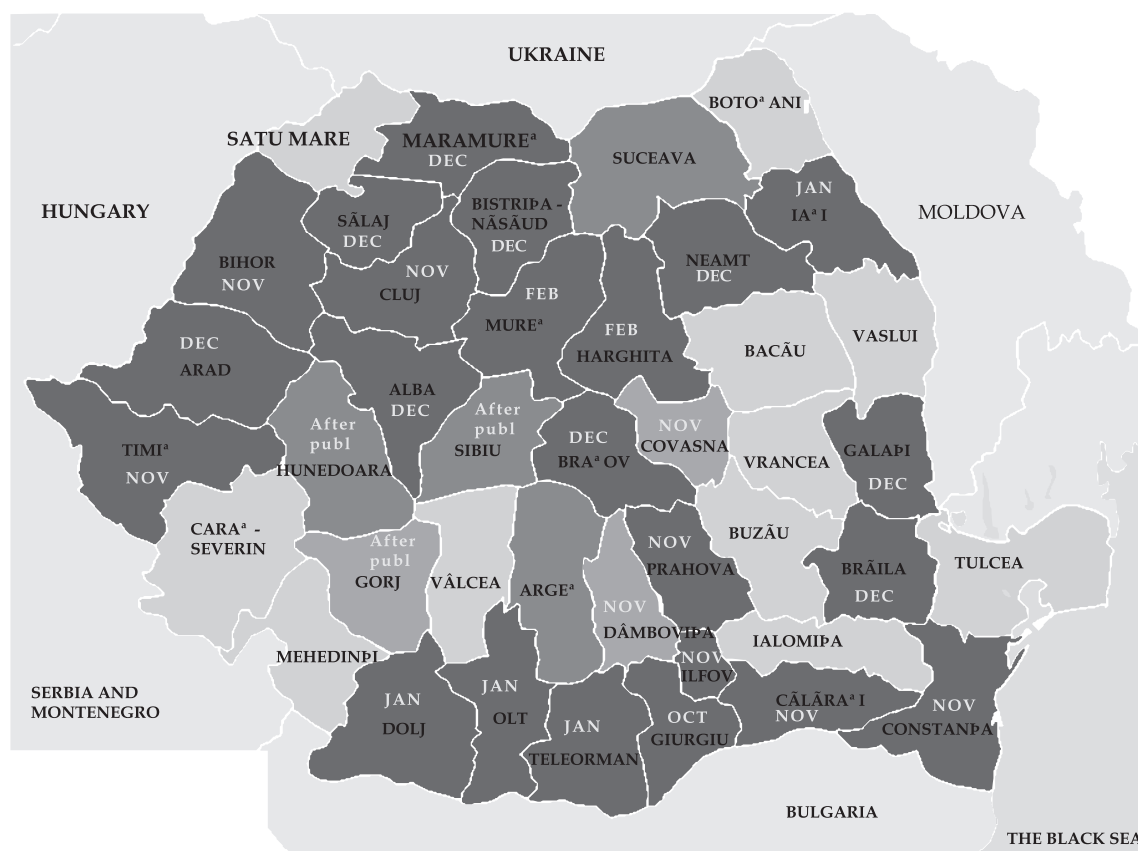 UKRAINE
BOTOª ANI
SATU MARE
MARAMUREª
DEC
SUCEAVA
HUNGARY
SÃLAJ
DEC
BISTRIÞA -
NÃSÃUD
DEC
JAN
IAª I
MOLDOVA
BIHOR
NOV
NOV
CLUJ
NEAMT
DEC
FEB
MUREª
FEB
HARGHITA
BACÃU
VASLUI
DEC
ARAD
ALBA
DEC
After
publ
HUNEDOARA
After
publ
SIBIU
DEC
BRAª OV
NOV
COVASNA
VRANCEA
GALAÞI
DEC
TIMIª
NOV
CARAª -
SEVERIN
After
publ
GORJ
VÂLCEA
ARGEª
NOV
PRAHOVA
BUZÃU
BRÃILA
DEC
TULCEA
NOV
DÂMBOVIÞA
NOV
ILFOV
IALOMIÞA
MEHEDINÞI
SERBIA AND
MONTENEGRO
JAN
DOLJ
JAN
OLT
JAN
TELEORMAN
OCT
GIURGIU
CÃLÃRAª I
NOV
NOV
CONSTANÞA
BULGARIA
THE BLACK SEA